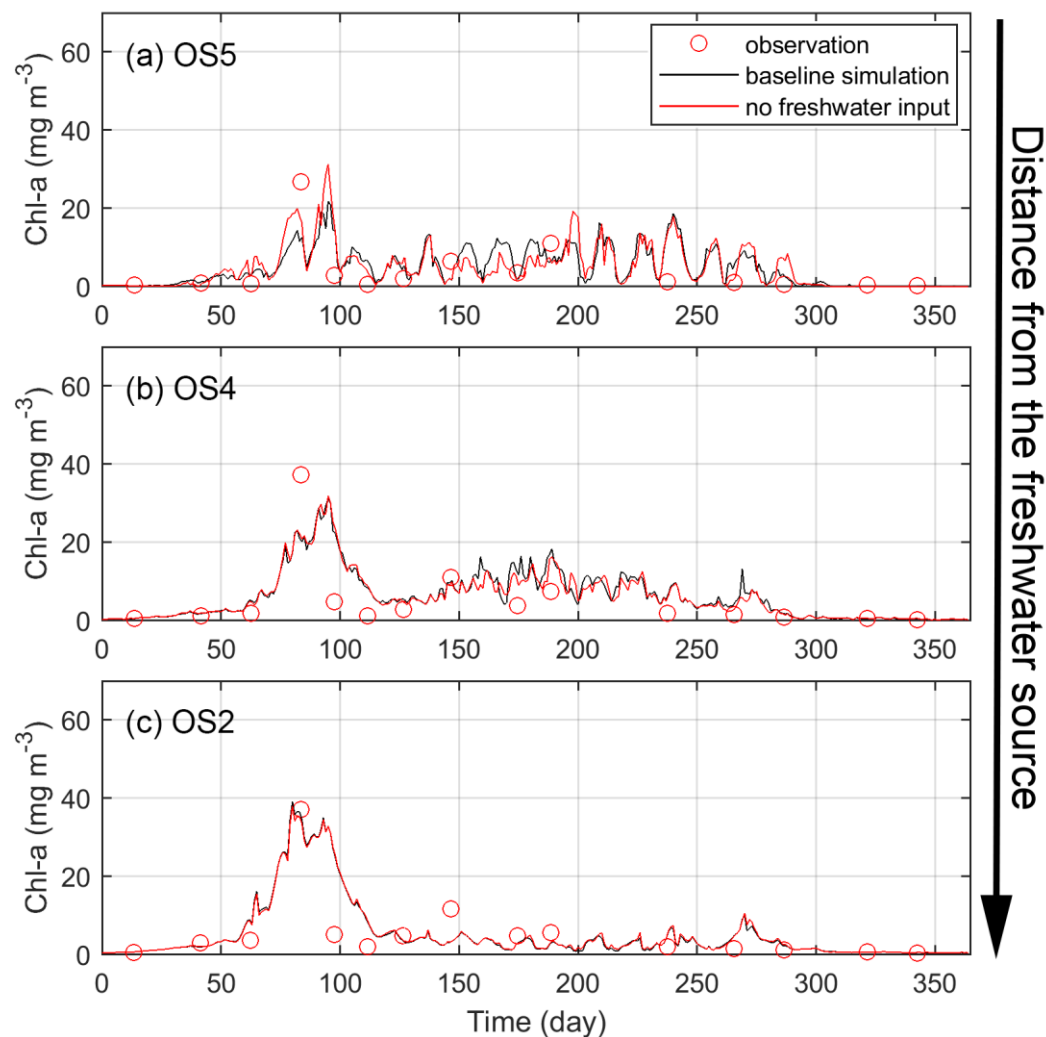 (a) OS5
observation
baseline simulation
no freshwater input
Chl-a (mg m⁻³)
60
40
20
0
0 50 100 150 200 250 300 350
(b) OS4
Chl-a (mg m⁻³)
60
40
20
0
0 50 100 150 200 250 300 350
(c) OS2
Chl-a (mg m⁻³)
60
40
20
0
0 50 100 150 200 250 300 350
Time (day)
Distance from the freshwater source